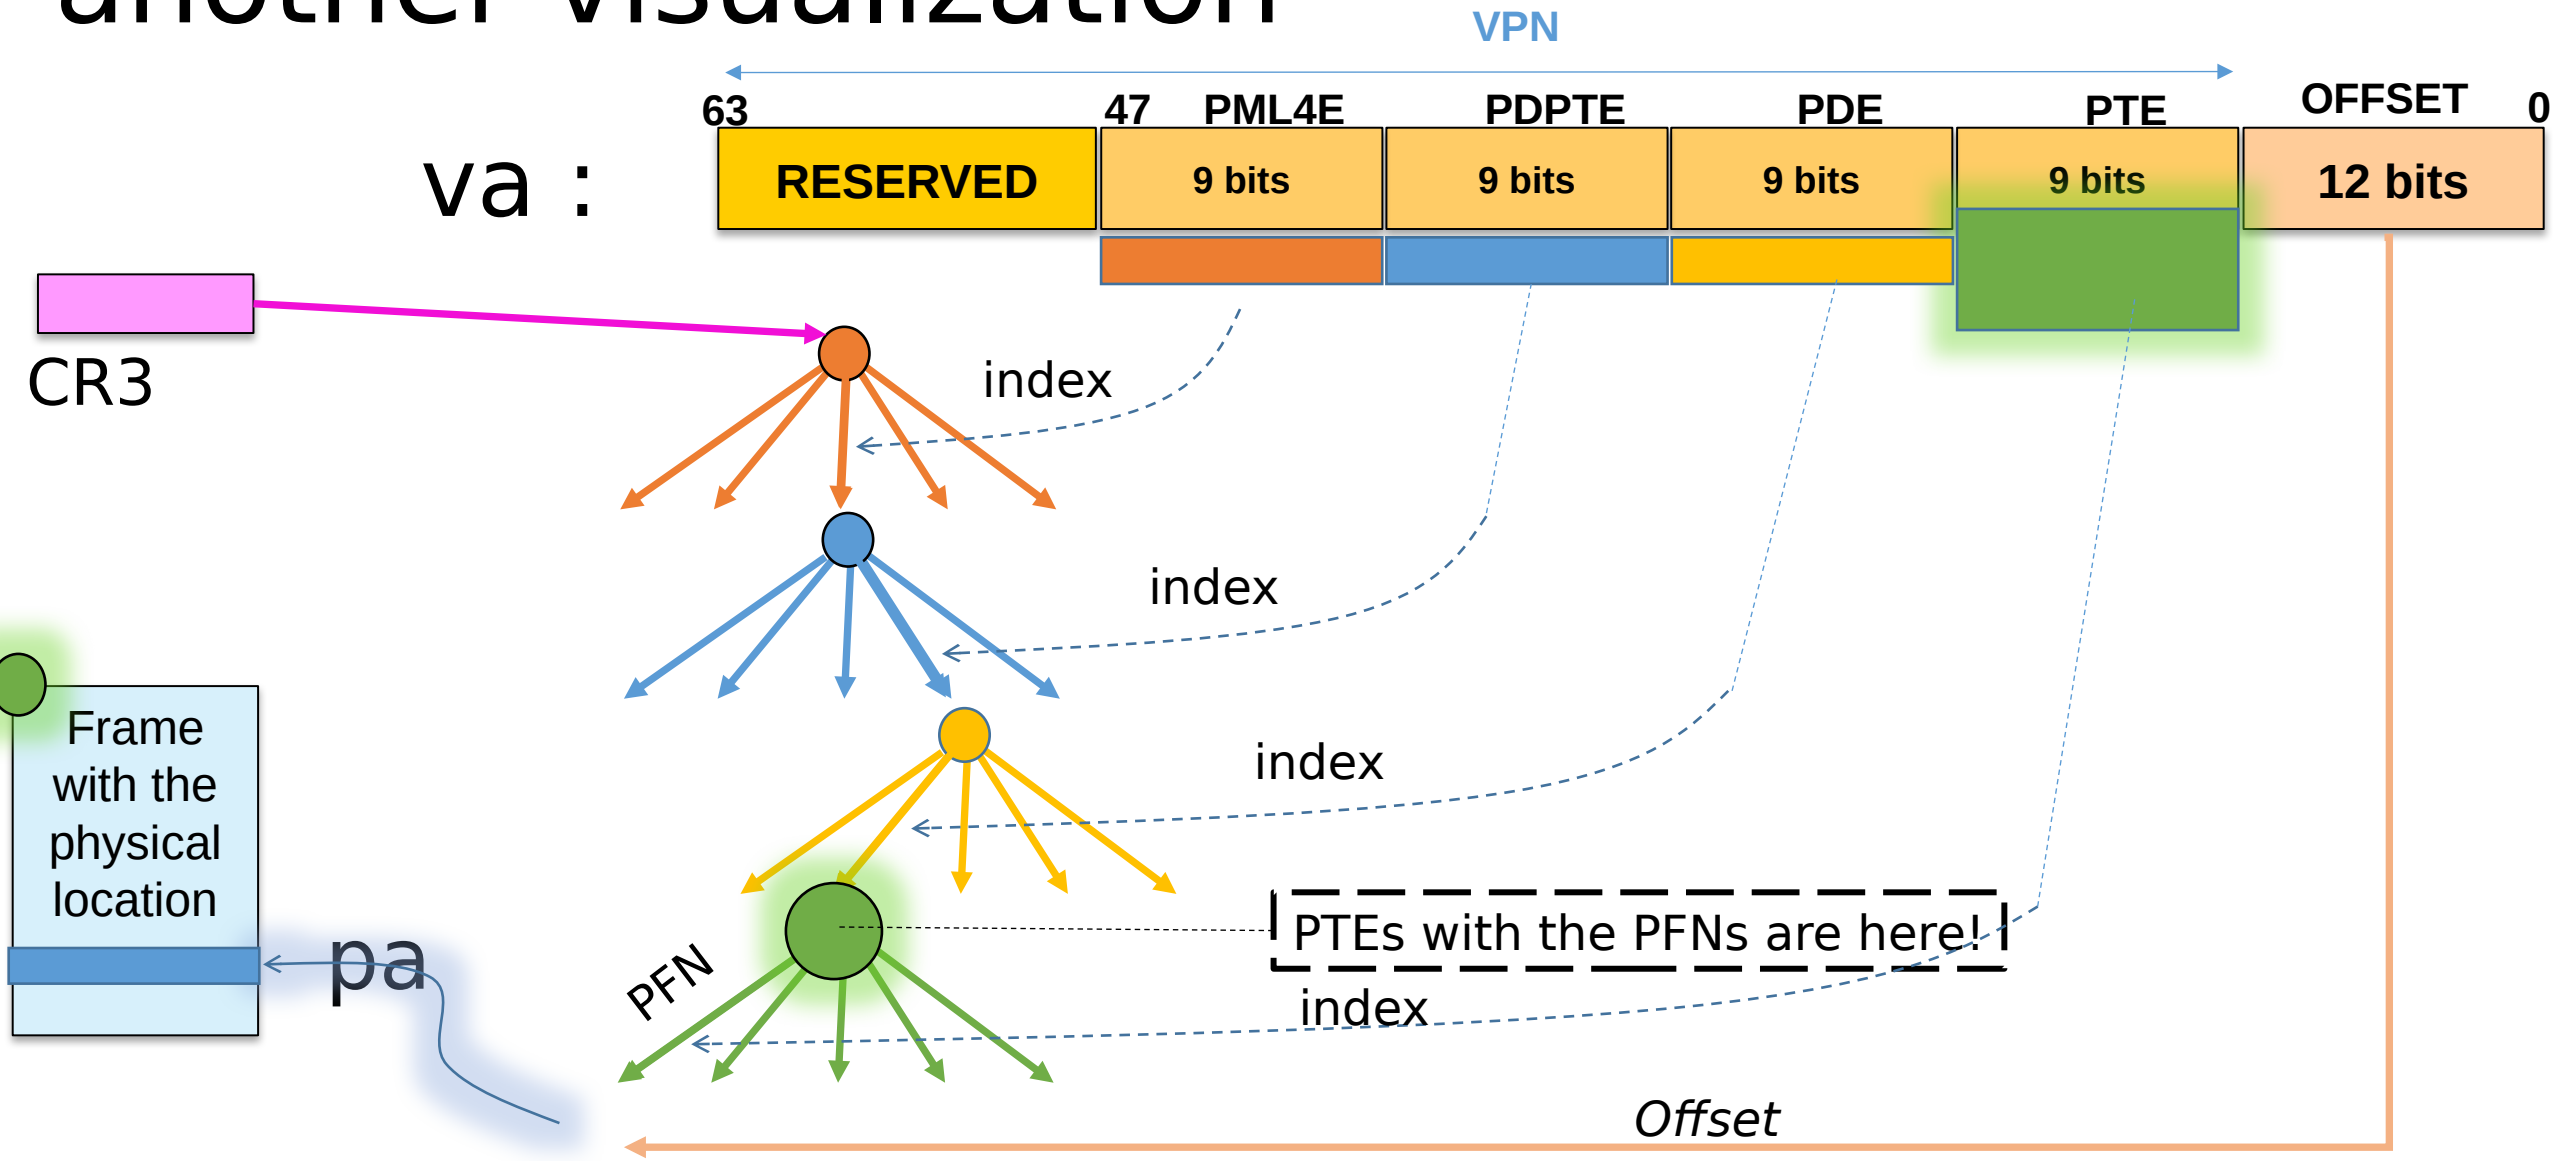 another visualization
VPN
63 47 PML4E PDPTE PDE PTE OFFSET 0
va : RESERVED 9 bits 9 bits 9 bits 9 bits 12 bits
CR3
index
index
index
Frame
with the
physical
location
pa
PFN
PTEs with the PFNs are here!
index
Offset